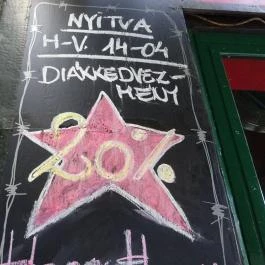 NYITVA
H-V. 14-04
DIÁKKEDVEZ-
MÉNY
20%